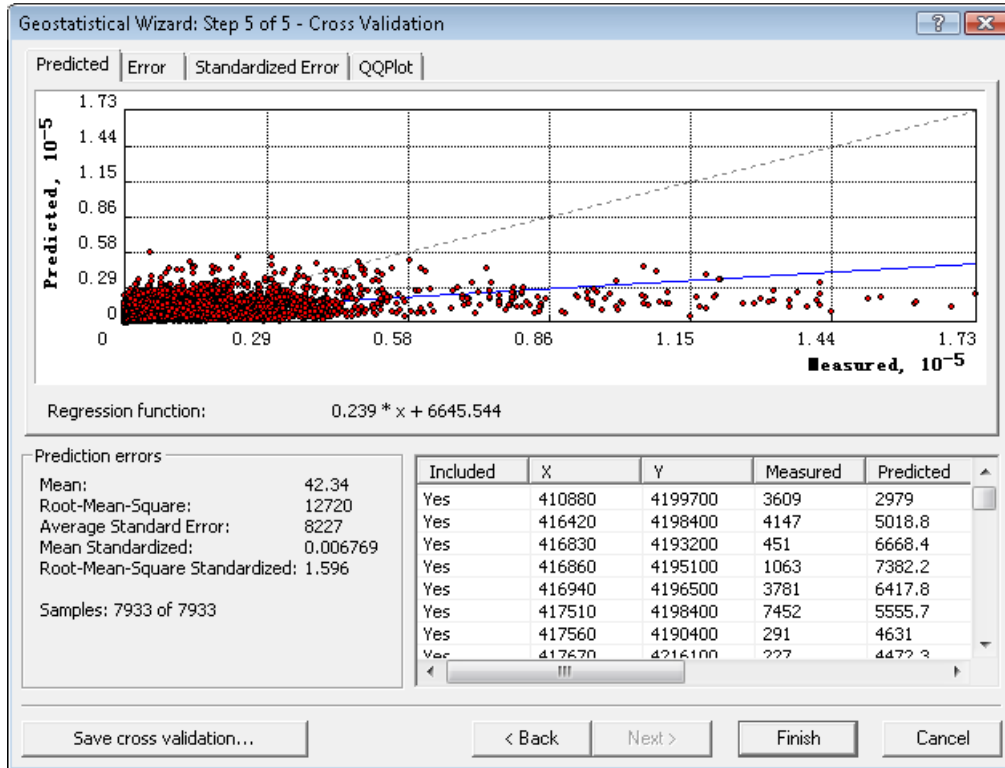 Geostatistical Wizard: Step 5 of 5 - Cross Validation
Predicted Error Standardized Error QQPlot
Predicted, 10-5
1.73
1.44
1.15
0.86
0.58
0.29
0
0 0.29 0.58 0.86 1.15 1.44 1.73
Measured, 10-5
Regression function: 0.239 * x + 6645.544
Prediction errors
Mean: 42.34
Root-Mean-Square: 12720
Average Standard Error: 8227
Mean Standardized: 0.006769
Root-Mean-Square Standardized: 1.596
Samples: 7933 of 7933
Included X Y Measured Predicted
Yes 410880 4199700 3609 2979
Yes 416420 4198400 4147 5018.8
Yes 416830 4193200 451 6668.4
Yes 416860 4195100 1063 7382.2
Yes 416940 4196500 3781 6417.8
Yes 417510 4198400 7452 5555.7
Yes 417560 4190400 291 4631
Yes 417670 4216100 227 4472.3
Save cross validation...
< Back
Next >
Finish
Cancel